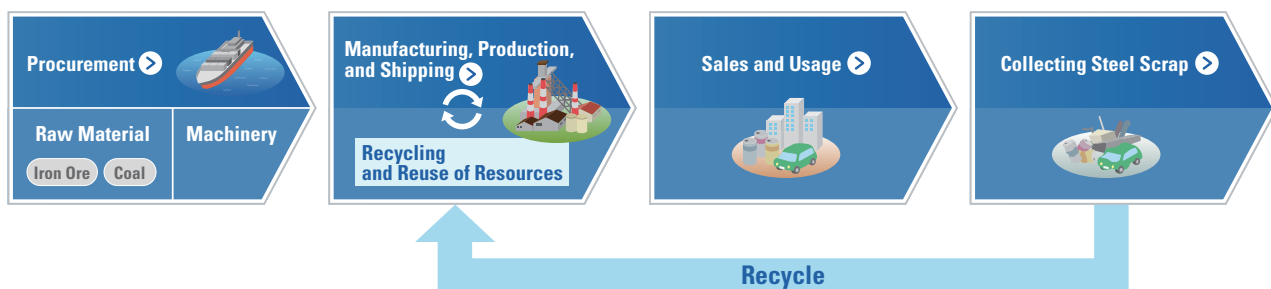 Procurement
Raw Material
Machinery
Iron Ore
Coal
Manufacturing, Production,
and Shipping
Recycling
and Reuse of Resources
Sales and Usage
Collecting Steel Scrap
Recycle